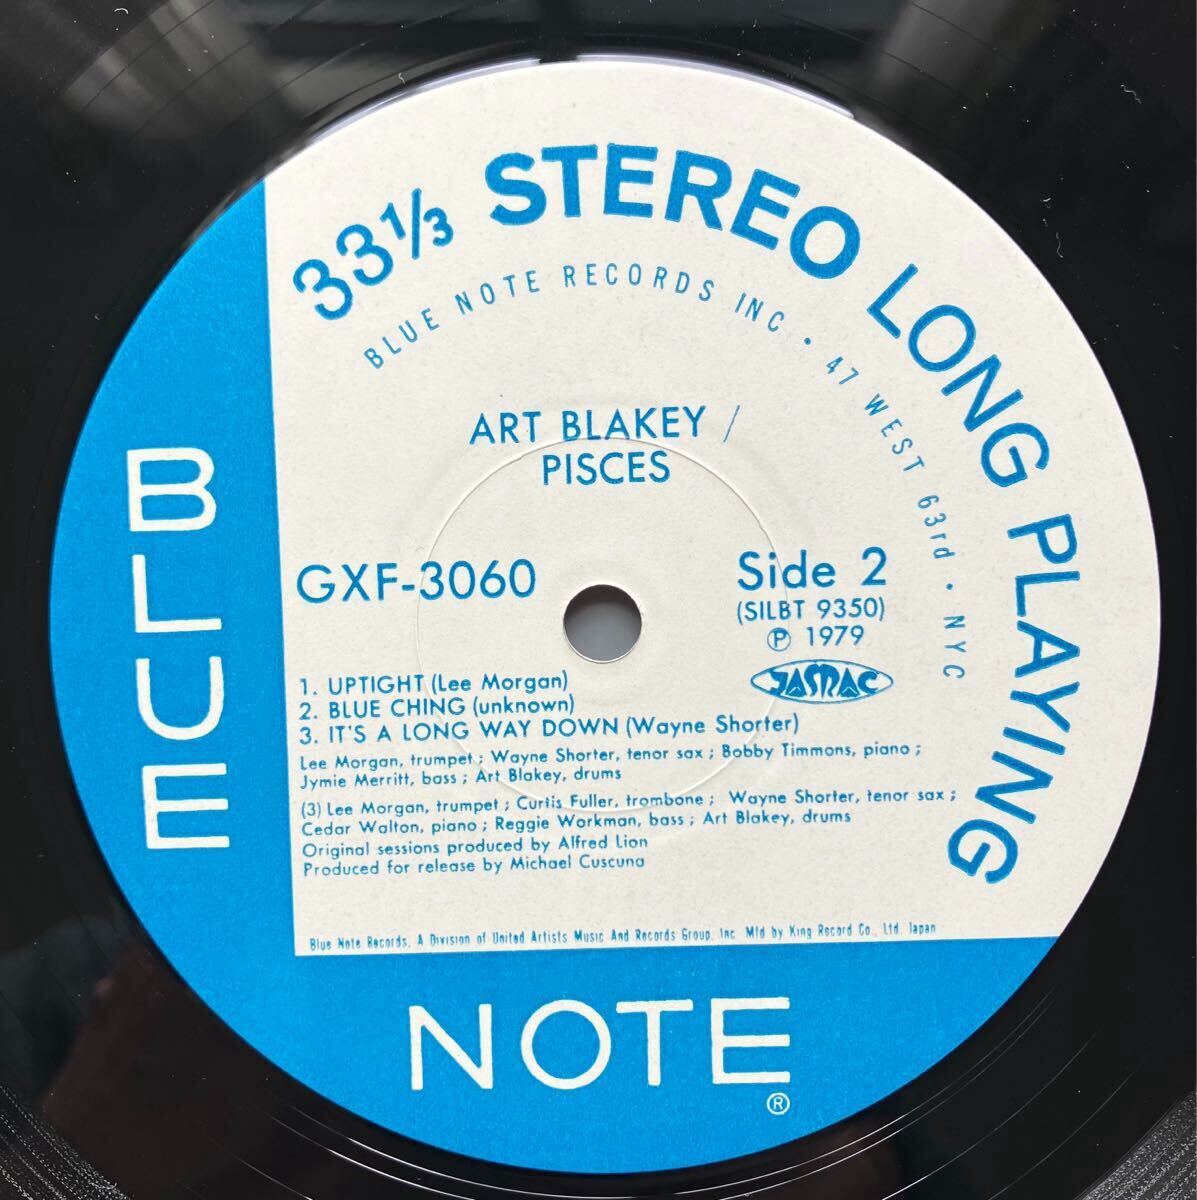 33⅓ STEREO LONG PLAYING
BLUE NOTE RECORDS INC • 47 WEST 63rd • NYC
ART BLAKEY /
PISCES
GXF-3060
Side 2
(SILBT 9350)
Ⓟ 1979
JASRAC
1. UPTIGHT (Lee Morgan)
2. BLUE CHING (unknown)
3. IT'S A LONG WAY DOWN (Wayne Shorter)
Lee Morgan, trumpet ; Wayne Shorter, tenor sax ; Bobby Timmons, piano ;
Jymie Merritt, bass ; Art Blakey, drums
(3) Lee Morgan, trumpet ; Curtis Fuller, trombone ; Wayne Shorter, tenor sax ;
Cedar Walton, piano ; Reggie Workman, bass ; Art Blakey, drums
Original sessions produced by Alfred Lion
Produced for release by Michael Cuscuna
Blue Note Records, A Division of United Artists Music And Records Group, Inc. Mfd by King Record Co., Ltd. Japan
BLUE
NOTE
®